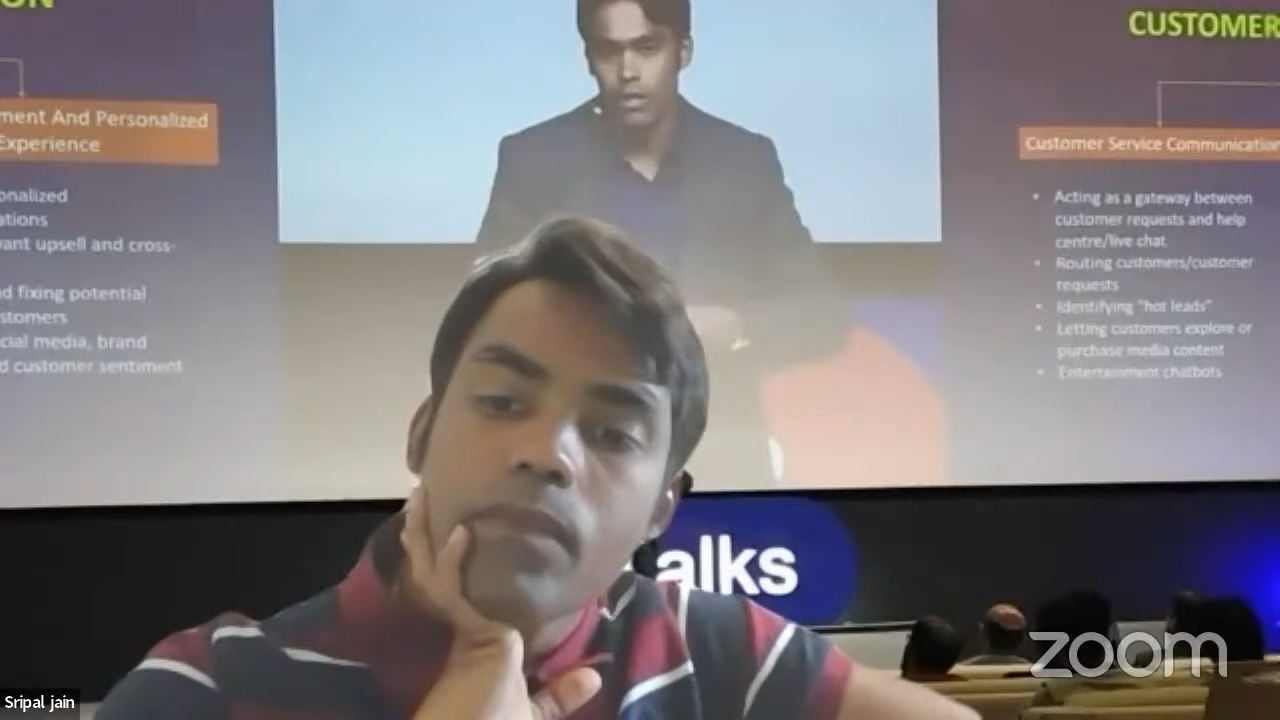 ON
ment And Personalized
Experience
onalized
ations
vant upsell and cross-
d fixing potential
stomers
cial media, brand
d customer sentiment
CUSTOMER
Customer Service Communication
• Acting as a gateway between
customer requests and help
centre/live chat.
• Routing customers/customer
requests
• Identifying "hot leads"
• Letting customers explore or
purchase media content
• Entertainment chatbots
alks
zoom
Sripal jain